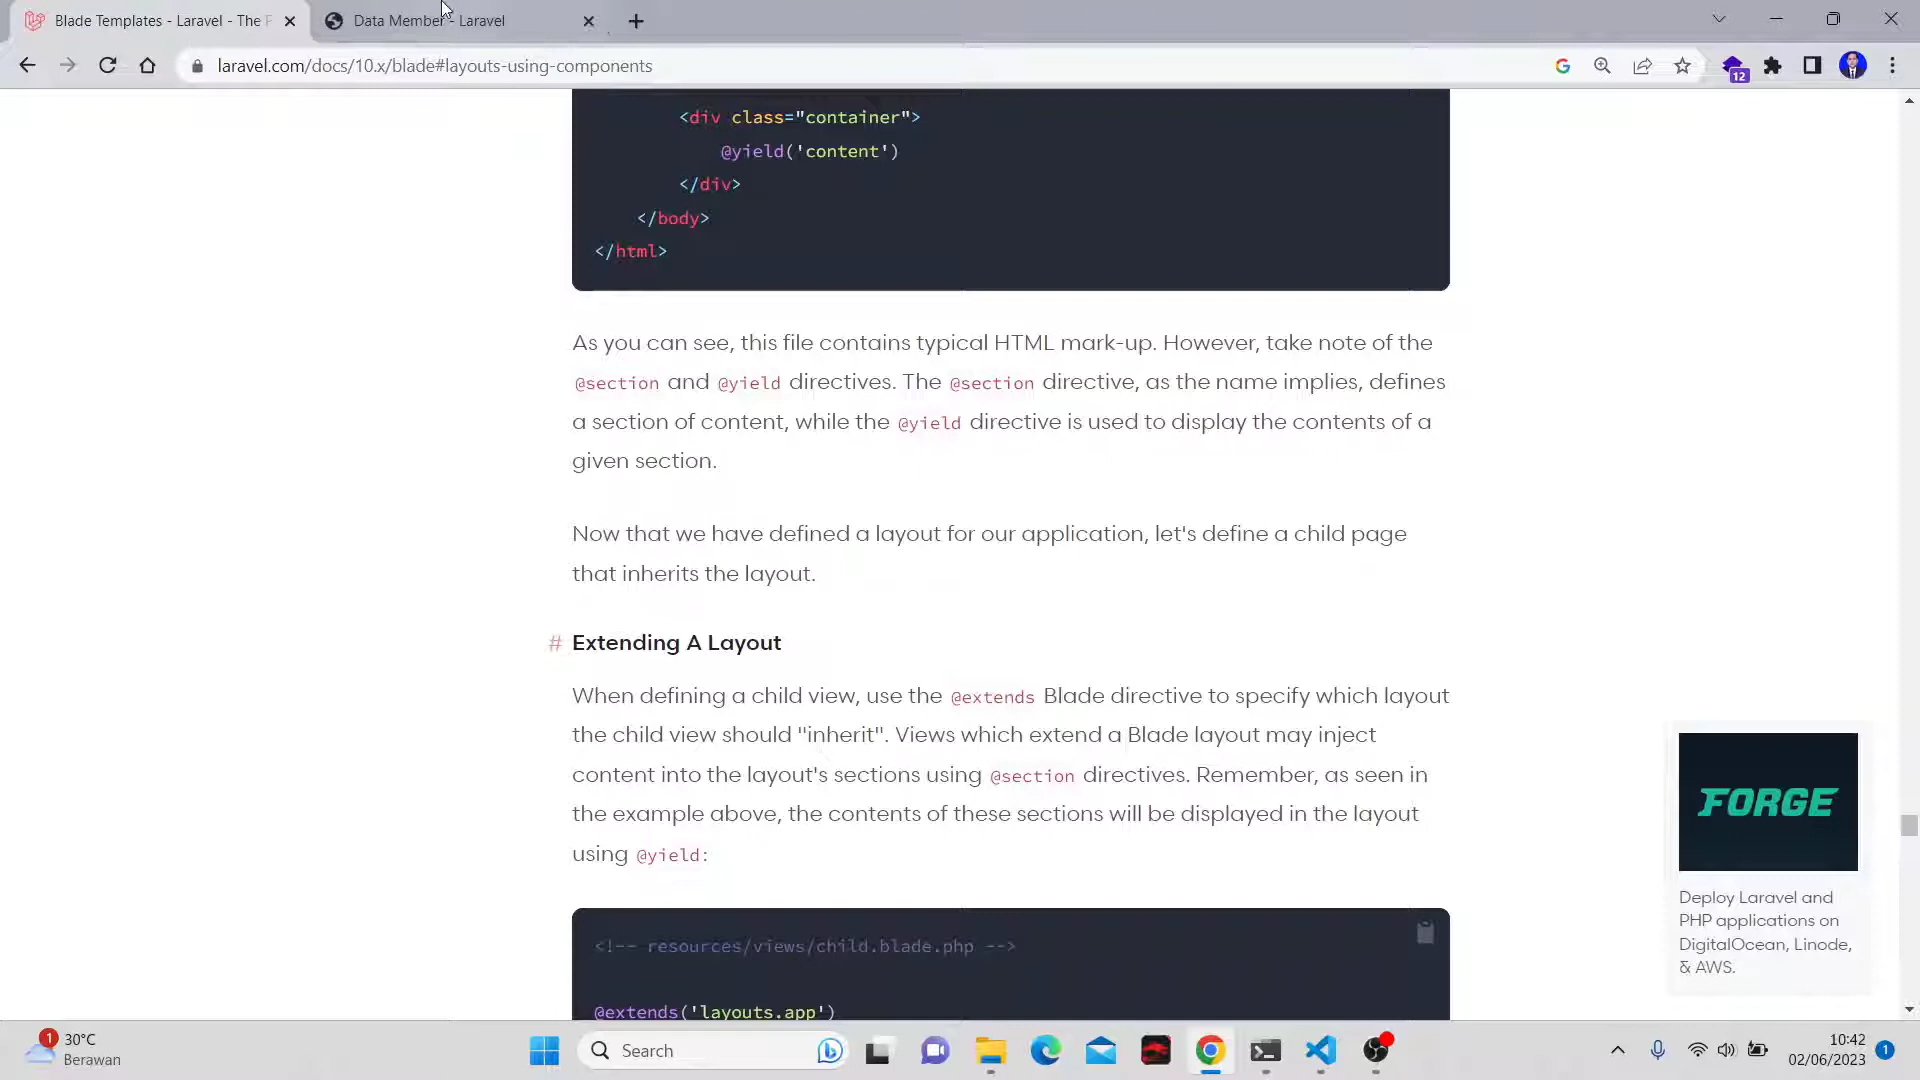 Blade Templates - Laravel - The F
Data Member - Laravel
laravel.com/docs/10.x/blade#layouts-using-components
12
<div class="container">
@yield('content')
</div>
</body>
</html>
As you can see, this file contains typical HTML mark-up. However, take note of the
@section and @yield directives. The @section directive, as the name implies, defines
a section of content, while the @yield directive is used to display the contents of a
given section.
Now that we have defined a layout for our application, let's define a child page
that inherits the layout.
# Extending A Layout
When defining a child view, use the @extends Blade directive to specify which layout
the child view should "inherit". Views which extend a Blade layout may inject
content into the layout's sections using @section directives. Remember, as seen in
the example above, the contents of these sections will be displayed in the layout
using @yield:
<!-- resources/views/child.blade.php -->
@extends('layouts.app')
FORGE
Deploy Laravel and
PHP applications on
DigitalOcean, Linode,
& AWS.
1
30°C
Berawan
Search
10:42
02/06/2023
1